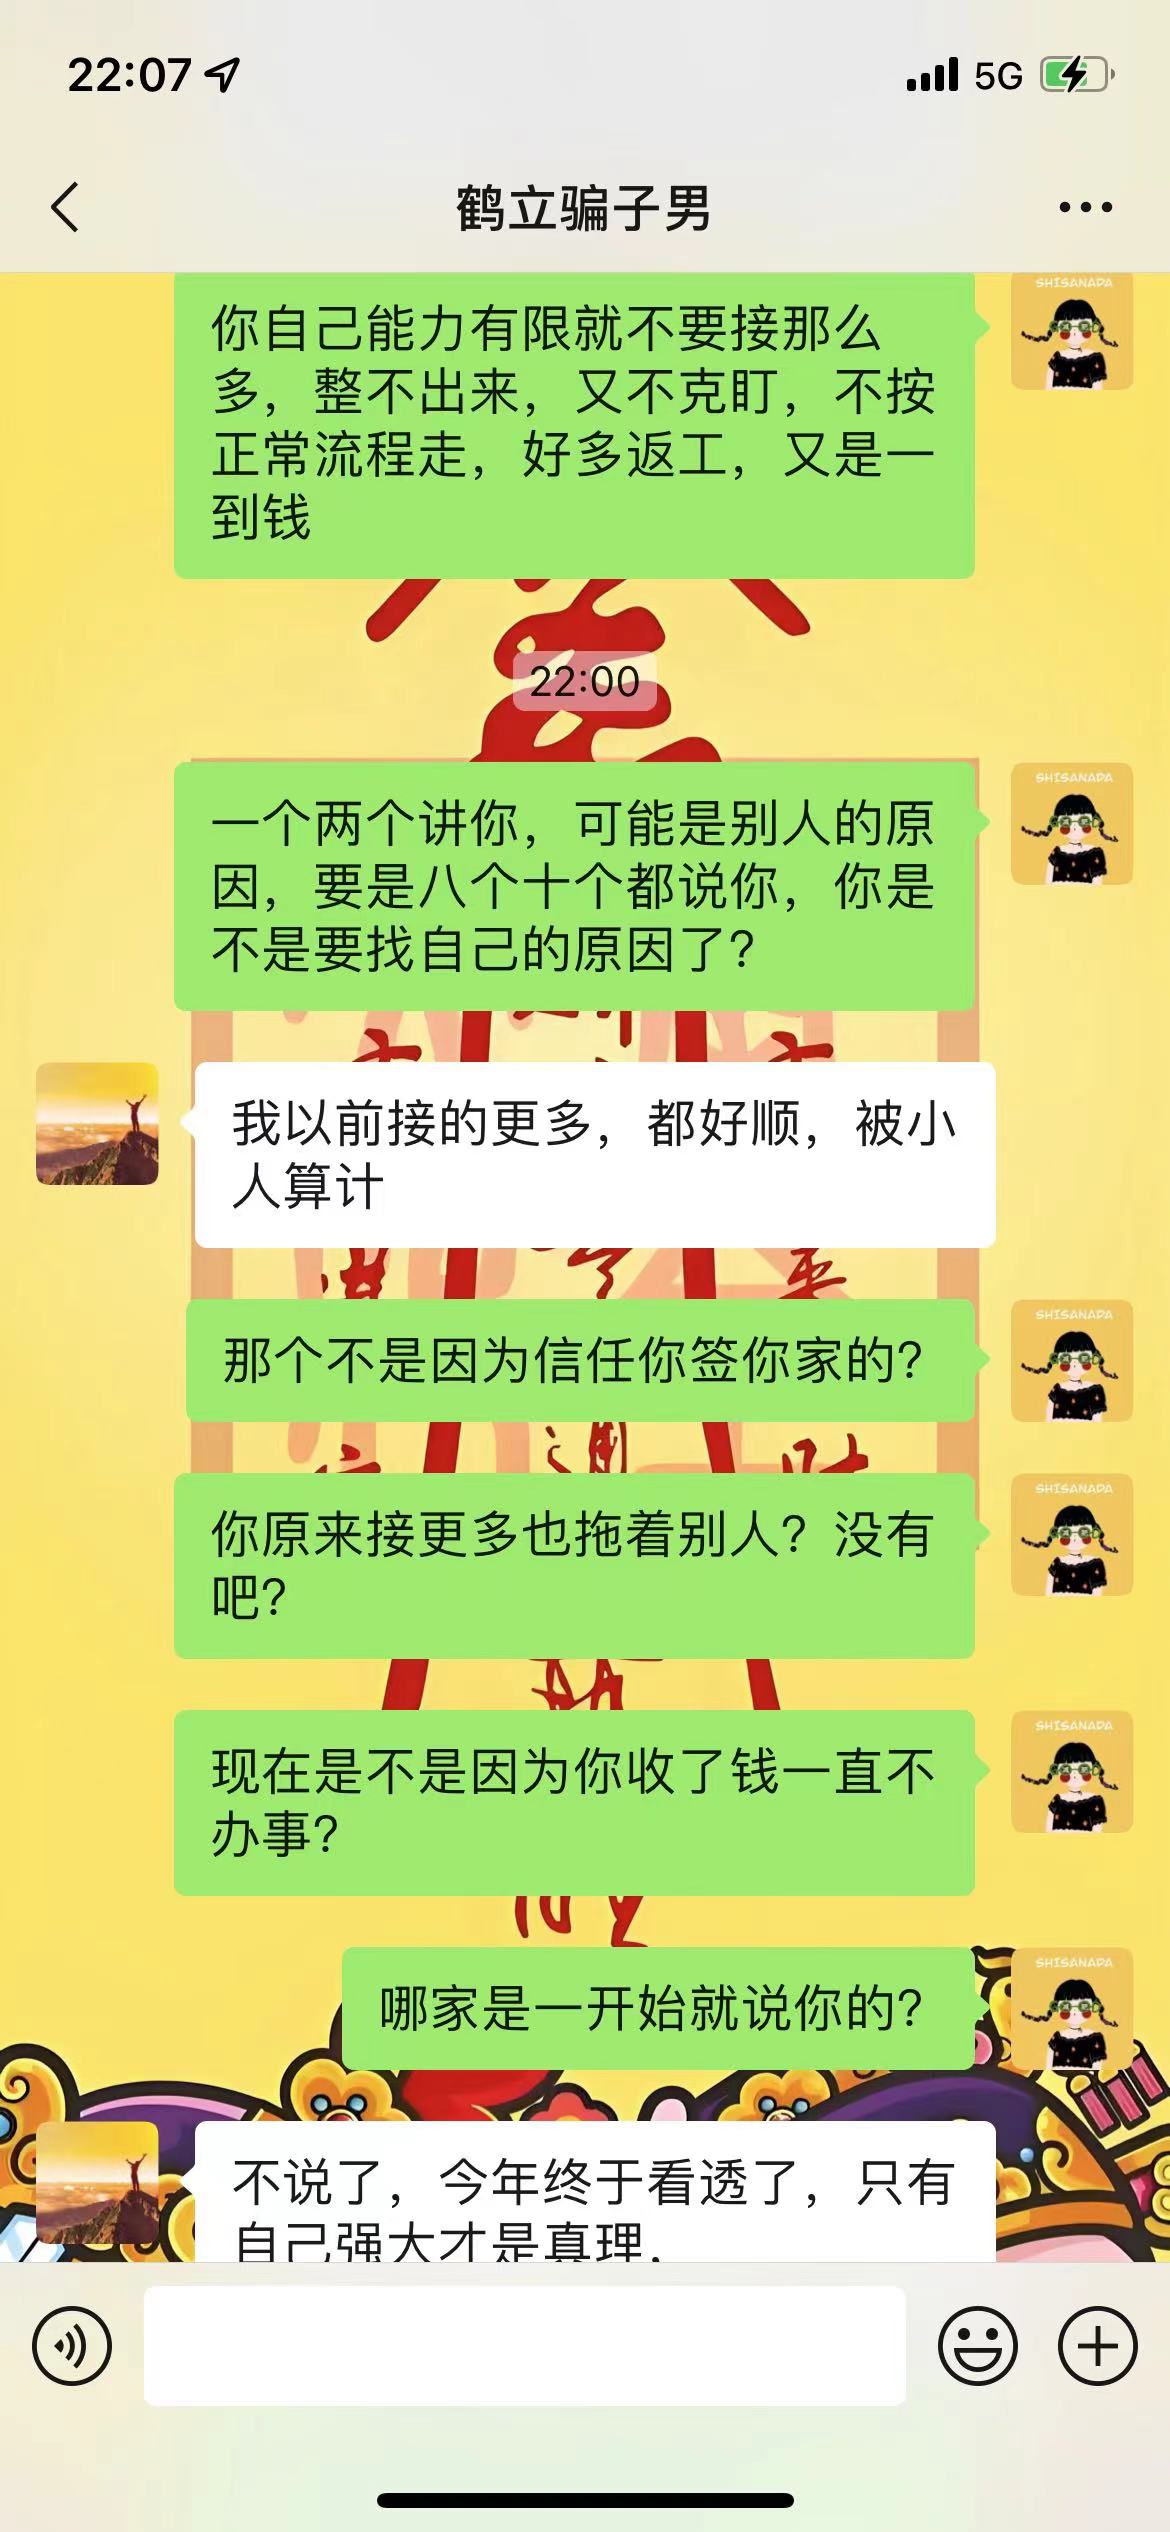 22:07
5G
鹤立骗子男
SHISANADA
你自己能力有限就不要接那么
多，整不出来，又不克盯，不按
正常流程走，好多返工，又是一
到钱
22:00
SHISANADA
一个两个讲你，可能是别人的原
因，要是八个十个都说你，你是
不是要找自己的原因了？
我以前接的更多，都好顺，被小
人算计
SHISANADA
那个不是因为信任你签你家的？
SHISANADA
你原来接更多也拖着别人？没有
吧？
SHISANADA
现在是不是因为你收了钱一直不
办事？
SHISANADA
哪家是一开始就说你的？
不说了，今年终于看透了，只有
自己强大才是真理，